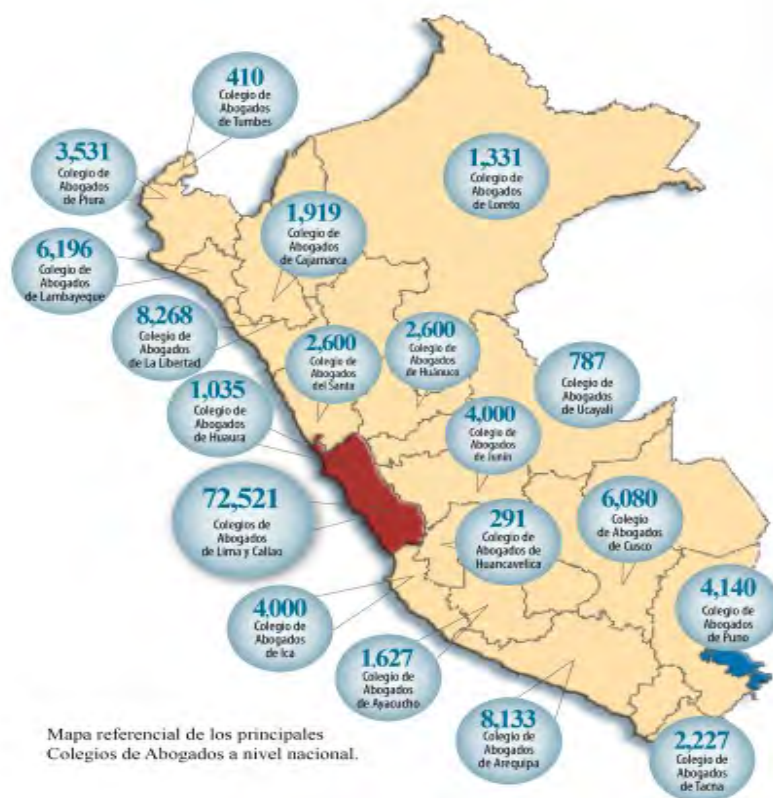 410
Colegio de
Abogados
de Tumbes
3,531
Colegio de
Abogados
de Piura
1,331
Colegio de
Abogados
de Loreto
1,919
Colegio de
Abogados
de Cajamarca
6,196
Colegio de
Abogados
de Lambayeque
8,268
Colegio de
Abogados
de La Libertad
2,600
Colegio de
Abogados
del Santa
2,600
Colegio de
Abogados
de Huánuco
787
Colegio de
Abogados
de Ucayali
1,035
Colegio de
Abogados
de Huaura
4,000
Colegio de
Abogados
de Junín
72,521
Colegios de
Abogados
de Lima y Callao
291
Colegio de
Abogados de
Huancavelica
6,080
Colegio
de Abogados
de Cusco
4,140
Colegio de
Abogados
de Puno
4,000
Colegio de
Abogados
de Ica
1.627
Colegio de
Abogados
de Ayacucho
8,133
Colegio de
Abogados
de Arequipa
2,227
Colegio de
Abogados
de Tacna
Mapa referencial de los principales
Colegios de Abogados a nivel nacional.